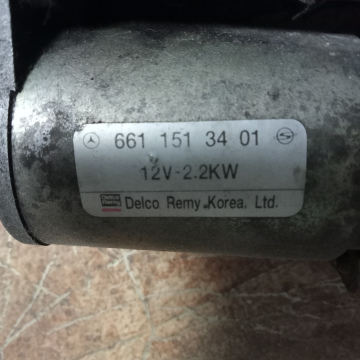 661 151 34 01
12V-2.2KW
Delco Remy Korea. Ltd.